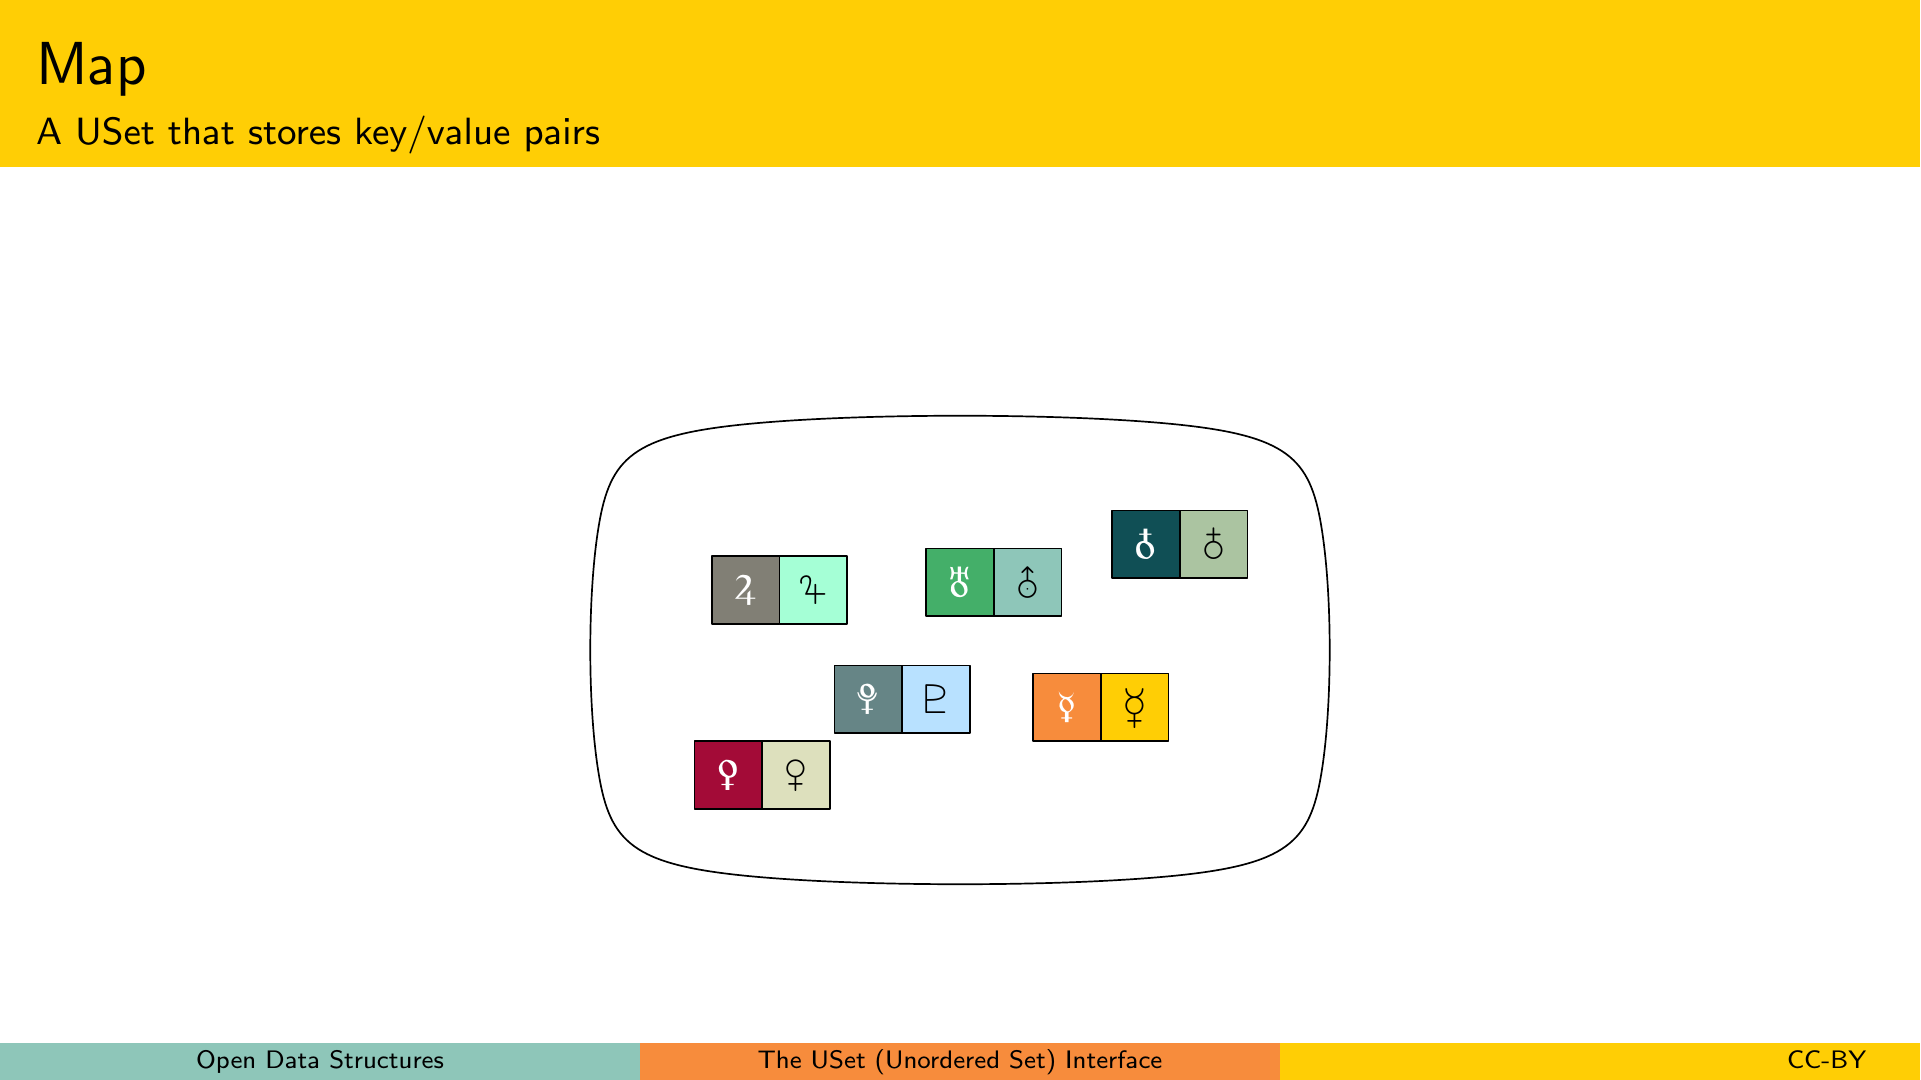 Map
A USet that stores key/value pairs
♁ ♁
♃ ♃
♅ ⛢
♇ ♇
☿ ☿
♀ ♀
Open Data Structures
The USet (Unordered Set) Interface
CC-BY